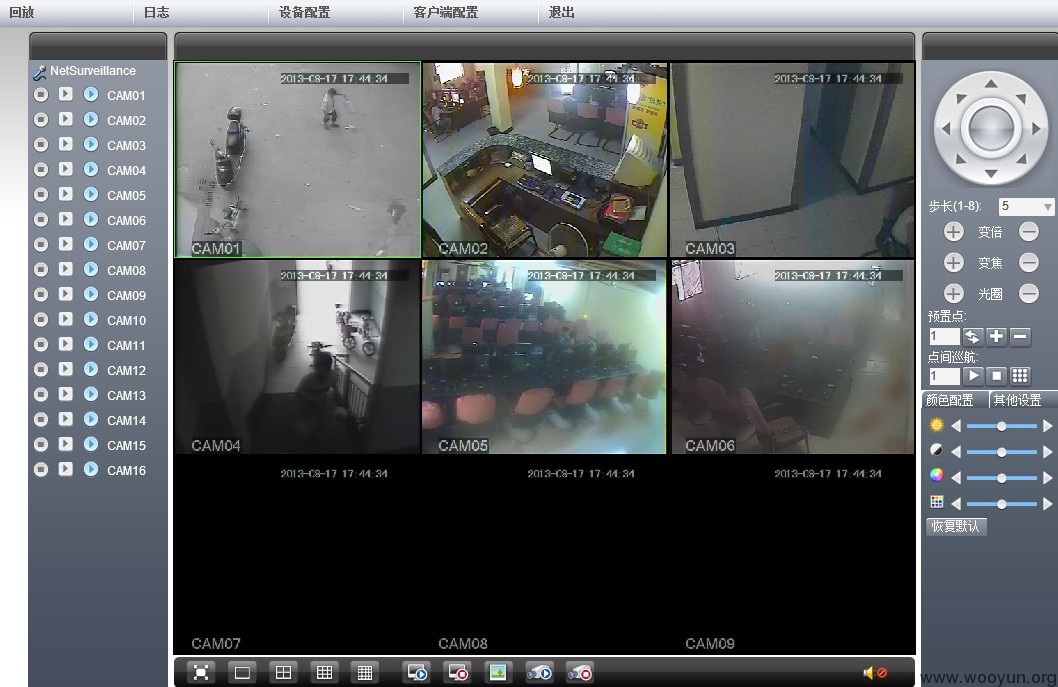 回放 日志 设备配置 客户端配置 退出
NetSurveillance
CAM01
CAM02
CAM03
CAM04
CAM05
CAM06
CAM07
CAM08
CAM09
CAM10
CAM11
CAM12
CAM13
CAM14
CAM15
CAM16
2013-08-17 17:44:34 2013-08-17 17:44:34 2013-08-17 17:44:34
CAM01 CAM02 CAM03
2013-08-17 17:44:34 2013-08-17 17:44:34 2013-08-17 17:44:34
CAM04 CAM05 CAM06
2013-08-17 17:44:34 2013-08-17 17:44:34 2013-08-17 17:44:34
CAM07 CAM08 CAM09
步长(1-8): 5
变倍
变焦
光圈
预置点:
1
点间巡航:
1
颜色配置 其他设置
恢复默认
www.wooyun.org